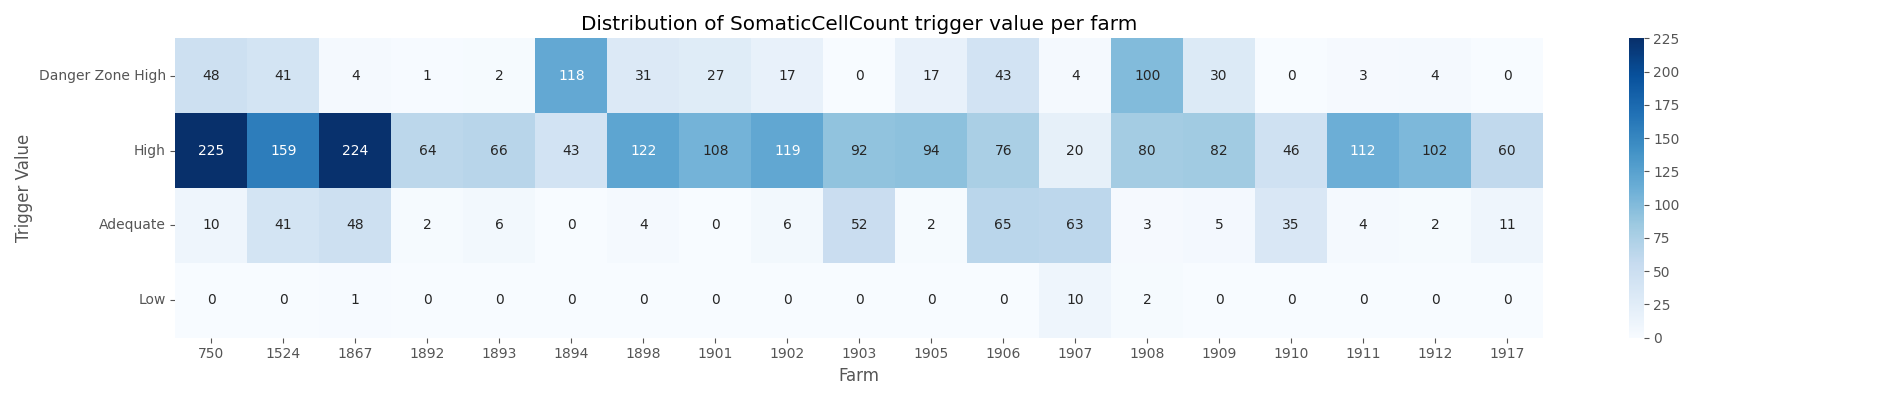 Distribution of SomaticCellCount trigger value per farm
Trigger Value
Danger Zone High 48 41 4 1 2 118 31 27 17 0 17 43 4 100 30 0 3 4 0
High 225 159 224 64 66 43 122 108 119 92 94 76 20 80 82 46 112 102 60
Adequate 10 41 48 2 6 0 4 0 6 52 2 65 63 3 5 35 4 2 11
Low 0 0 1 0 0 0 0 0 0 0 0 0 10 2 0 0 0 0 0
750 1524 1867 1892 1893 1894 1898 1901 1902 1903 1905 1906 1907 1908 1909 1910 1911 1912 1917
Farm
225
200
175
150
125
100
75
50
25
0